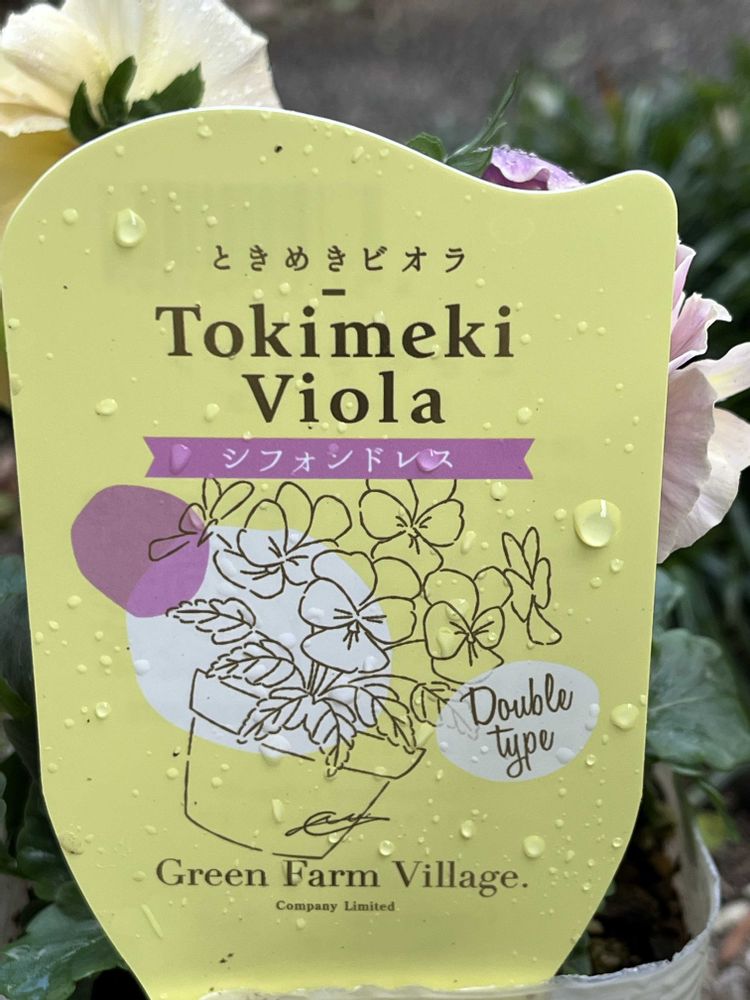 ときめきビオラ
Tokimeki
Viola
シフォンドレス
Double
type
Green Farm Village.
Company Limited